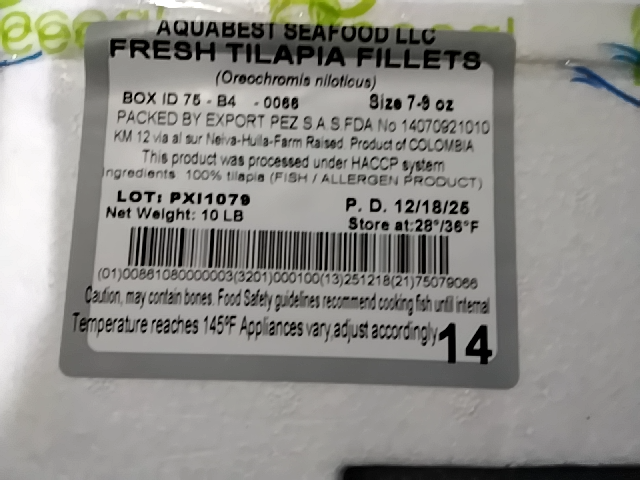 AQUABEST SEAFOOD LLC
FRESH TILAPIA FILLETS
(Oreochromis niloticus)
BOX ID 75 - B4 - 0066 Size 7-9 oz
PACKED BY EXPORT PEZ S.A.S.FDA No 14070921010
KM 12 via al sur Neiva-Huila-Farm Raised. Product of COLOMBIA
This product was processed under HACCP system
Ingredients 100% tilapia (FISH / ALLERGEN PRODUCT)
LOT: PXI1079 P. D. 12/18/25
Net Weight: 10 LB Store at:28°/36°F
(01)00861080000003(3201)000100(13)251218(21)75079066
Caution, may contain bones. Food Safety guidelines recommend cooking fish until internal
Temperature reaches 145ºF Appliances vary,adjust accordingly
14